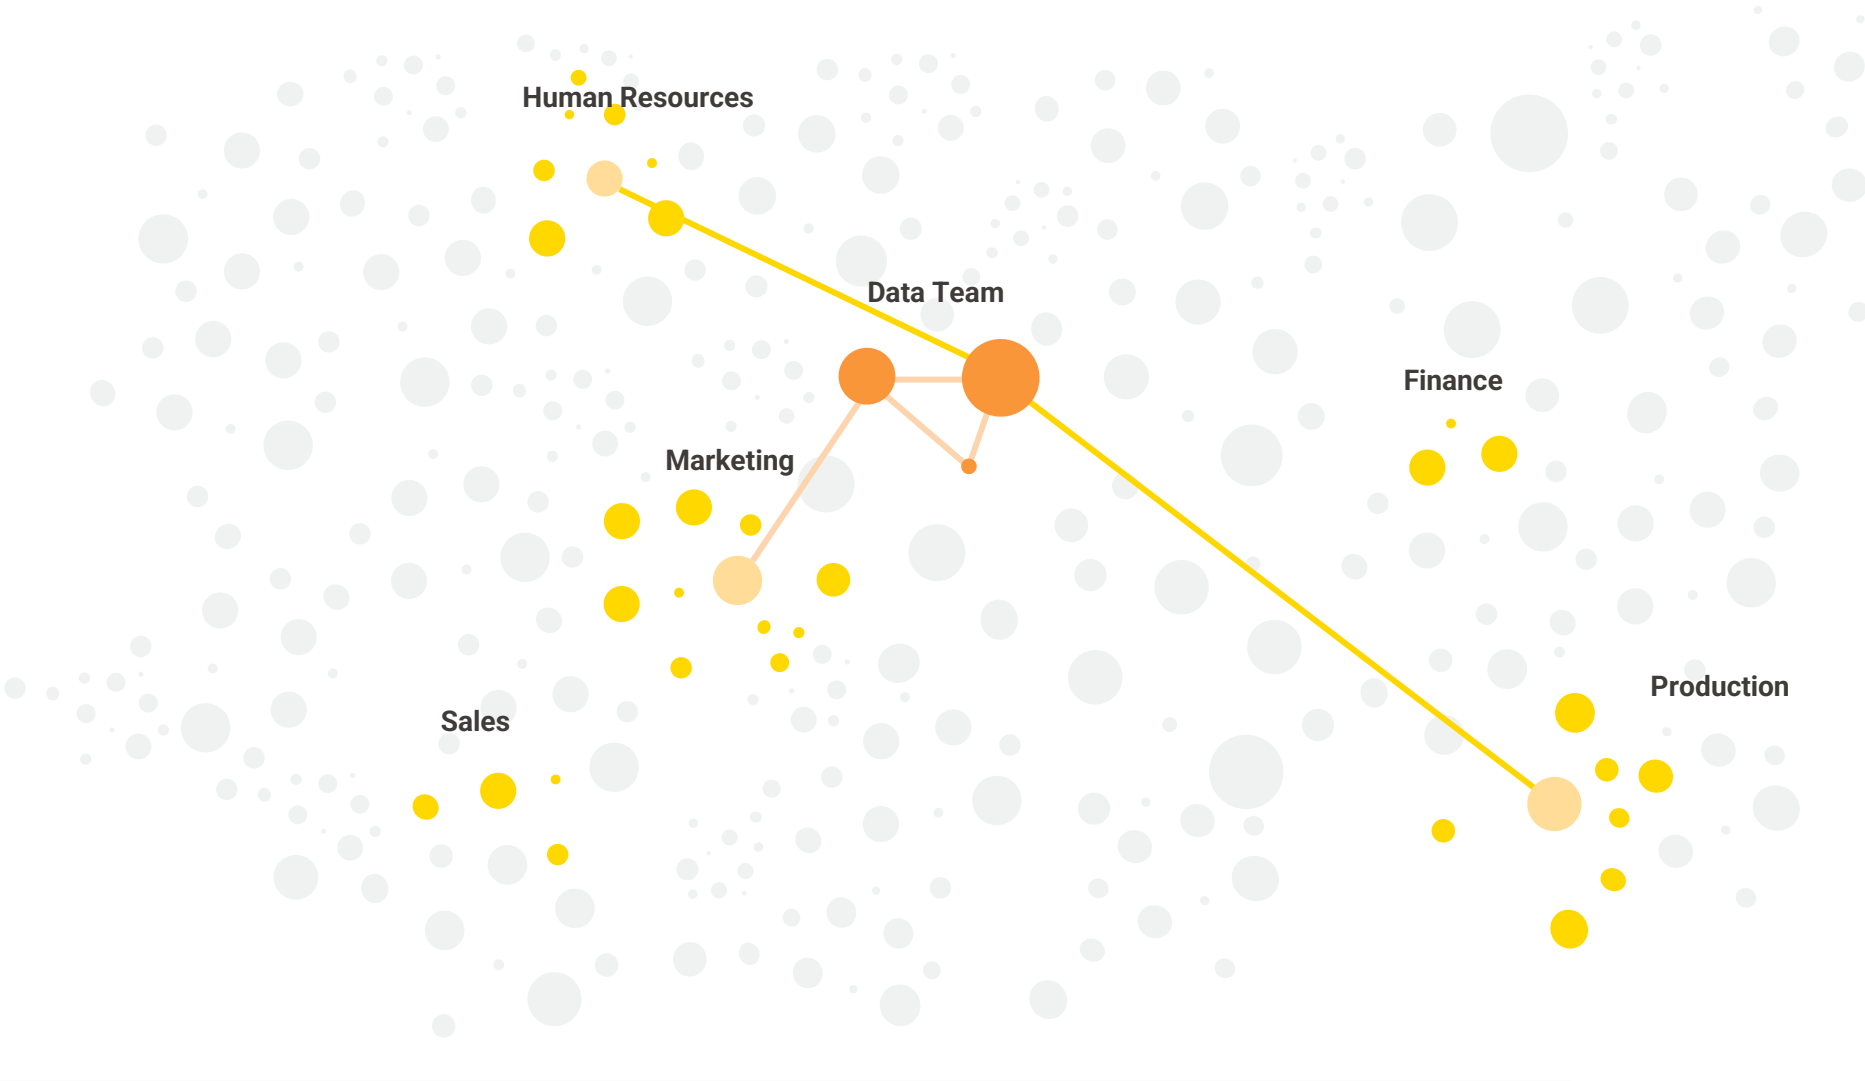 Human Resources
Data Team
Finance
Marketing
Production
Sales